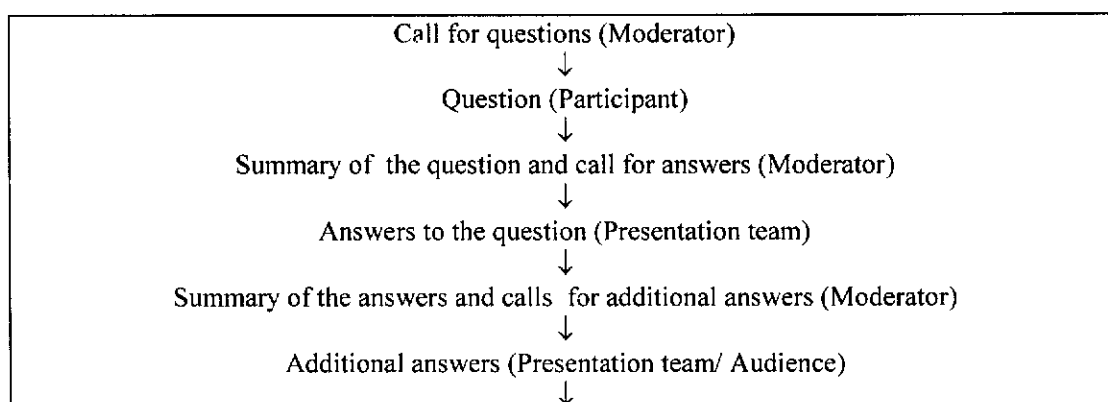 Call for questions (Moderator)
↓
Question (Participant)
↓
Summary of the question and call for answers (Moderator)
↓
Answers to the question (Presentation team)
↓
Summary of the answers and calls for additional answers (Moderator)
↓
Additional answers (Presentation team/ Audience)
↓